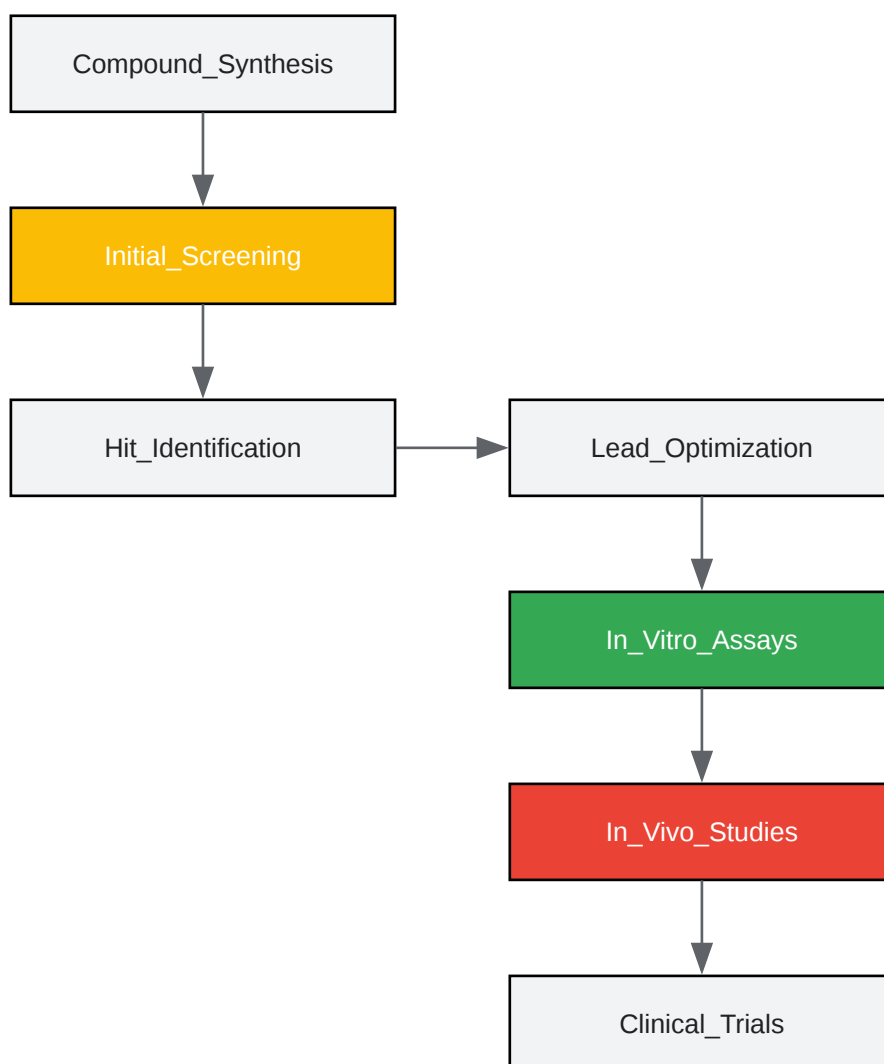 Compound_Synthesis
Initial_Screening
Hit_Identification
Lead_Optimization
In_Vitro_Assays
In_Vivo_Studies
Clinical_Trials